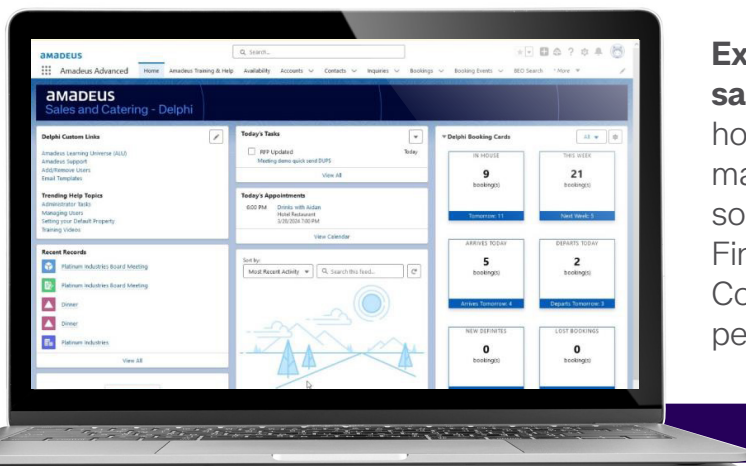 amadeus
Search...
Amadeus Advanced
Home
Amadeus Training & Help
Availability
Accounts
Contacts
Inquiries
Bookings
Booking Events
BEO Search
* More
amadeus
Sales and Catering - Delphi
Delphi Custom Links
Amadeus Learning Universe (ALU)
Amadeus Support
Add/Remove Users
Email Templates
Trending Help Topics
Administrator Tasks
Managing Users
Setting your Default Property
Training Videos
Recent Records
Platinum Industries Board Meeting
Platinum Industries Board Meeting
Dinner
Dinner
Platinum Industries
View All
Today's Tasks
RFP Updated
Today
Meeting demo quick send DUPS
View All
Today's Appointments
6:00 PM
Drinks with Aidan
Hotel Restaurant
View Calendar
Sort by:
Most Recent Activity
Search this feed...
Delphi Booking Cards
All
IN HOUSE
9
booking(s)
Tomorrow: 11
THIS WEEK
21
booking(s)
Next Week: 5
ARRIVES TODAY
5
booking(s)
Arrives Tomorrow: 4
DEPARTS TODAY
2
booking(s)
Departs Tomorrow: 3
NEW DEFINITES
0
booking(s)
LOST BOOKINGS
0
booking(s)
Ex
sa
ho
ma
so
Fin
Co
pe